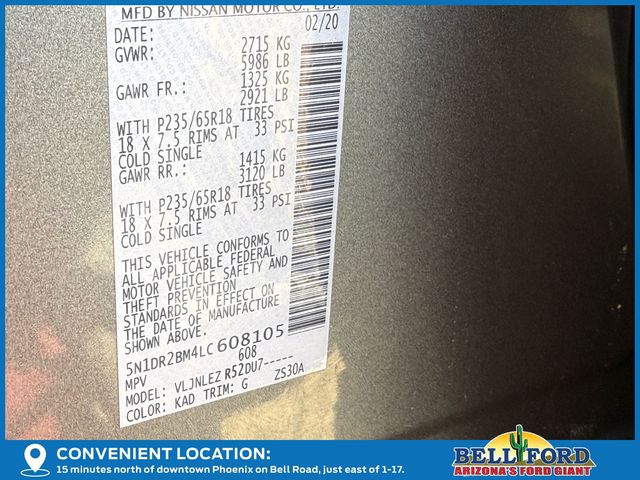 MFD BY NISSAN MOTOR CO., LTD.
DATE: 02/20
GVWR: 2715 KG
5986 LB
GAWR FR.: 1325 KG
2921 LB
WITH P235/65R18 TIRES
18 X 7.5 RIMS AT 33 PSI
COLD SINGLE
GAWR RR.: 1415 KG
3120 LB
WITH P235/65R18 TIRES
18 X 7.5 RIMS AT 33 PSI
COLD SINGLE
THIS VEHICLE CONFORMS TO
ALL APPLICABLE FEDERAL
MOTOR VEHICLE SAFETY AND
THEFT PREVENTION
STANDARDS IN EFFECT ON
THE DATE OF MANUFACTURE
SHOWN ABOVE.
5N1DR2BM4LC608105
MPV 608
MODEL: VLJNLEZ R52DU7-----
COLOR: KAD TRIM: G ZS30A
CONVENIENT LOCATION:
15 minutes north of downtown Phoenix on Bell Road, just east of 1-17.
BELL FORD
ARIZONA'S FORD GIANT